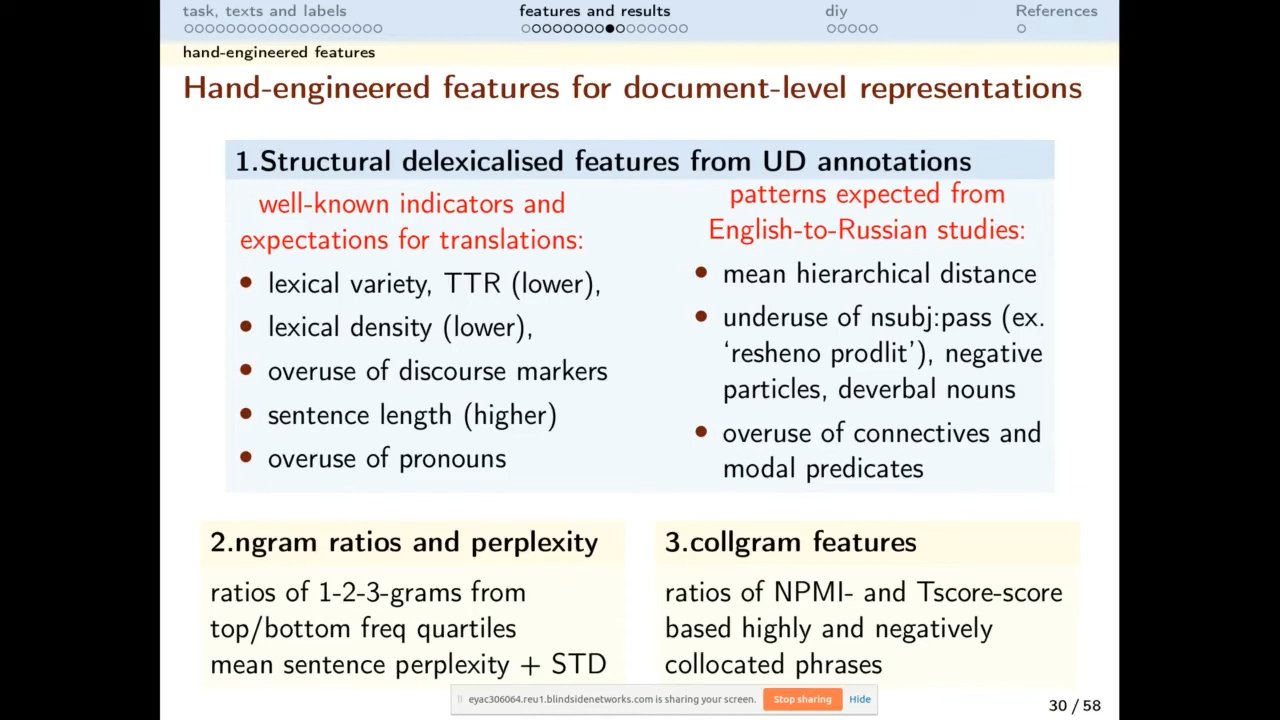 task, texts and labels
features and results
diy
References
hand-engineered features
Hand-engineered features for document-level representations
1.Structural delexicalised features from UD annotations
well-known indicators and
expectations for translations:
• lexical variety, TTR (lower),
• lexical density (lower),
• overuse of discourse markers
• sentence length (higher)
• overuse of pronouns
patterns expected from
English-to-Russian studies:
• mean hierarchical distance
• underuse of nsubj:pass (ex.
‘resheno prodlit’), negative
particles, deverbal nouns
• overuse of connectives and
modal predicates
2.ngram ratios and perplexity
ratios of 1-2-3-grams from
top/bottom freq quartiles
mean sentence perplexity + STD
3.collgram features
ratios of NPMI- and Tscore-score
based highly and negatively
collocated phrases
eyac306064.reu1.blindsidenetworks.com is sharing your screen.
Stop sharing
Hide
30 / 58